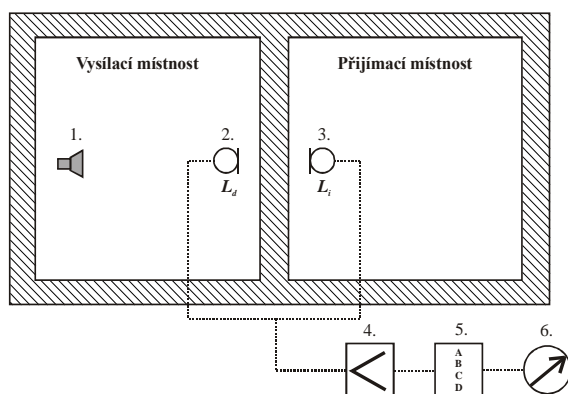 Vysílací místnost
Přijímací místnost
1.
2.
3.
L_d
L_i
4.
5.
6.
A
B
C
D